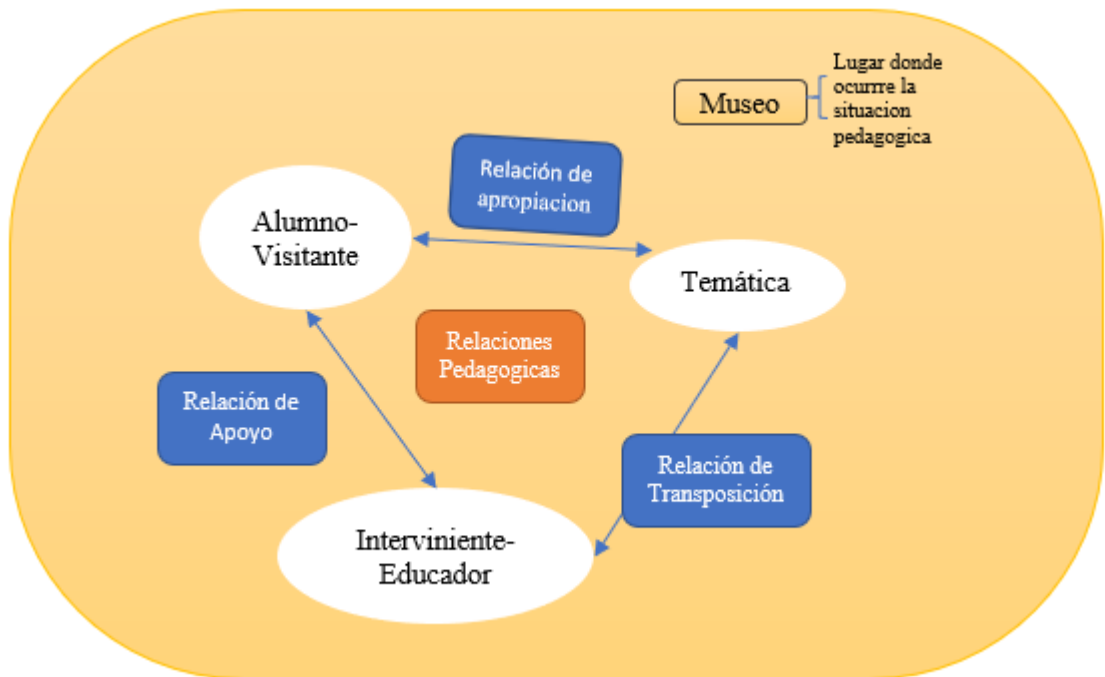 Museo
Lugar donde
ocurrre la
situacion
pedagogica
Relación de
apropiacion
Alumno-
Visitante
Temática
Relaciones
Pedagogicas
Relación de
Apoyo
Relación de
Transposición
Interviniente-
Educador